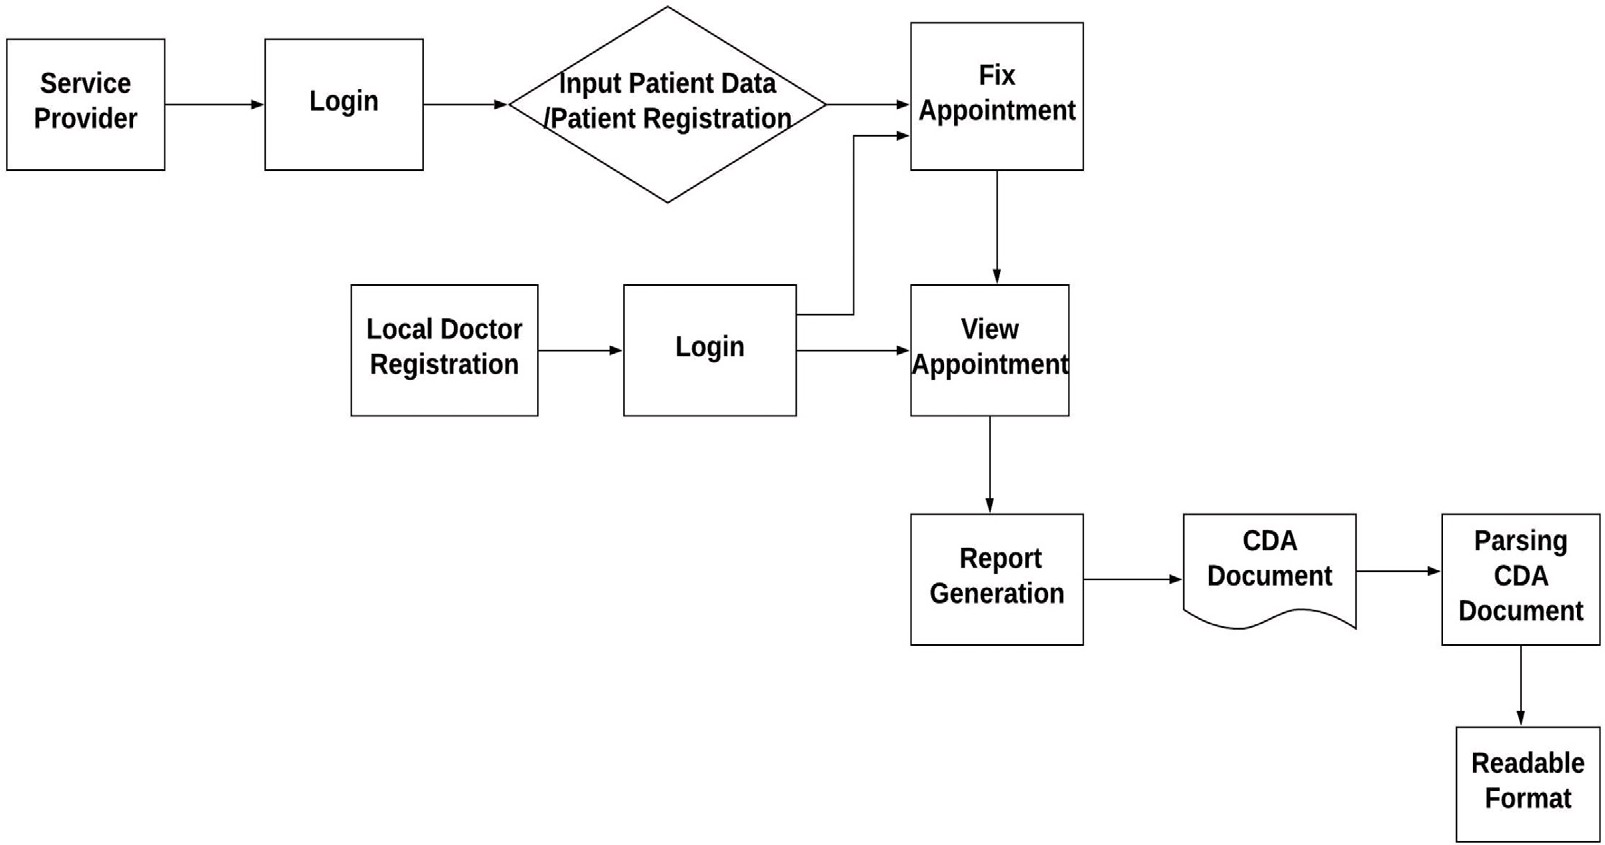 Service
Provider
Login
Input Patient Data
/Patient Registration
Fix
Appointment
Local Doctor
Registration
Login
View
Appointment
Report
Generation
CDA
Document
Parsing
CDA
Document
Readable
Format